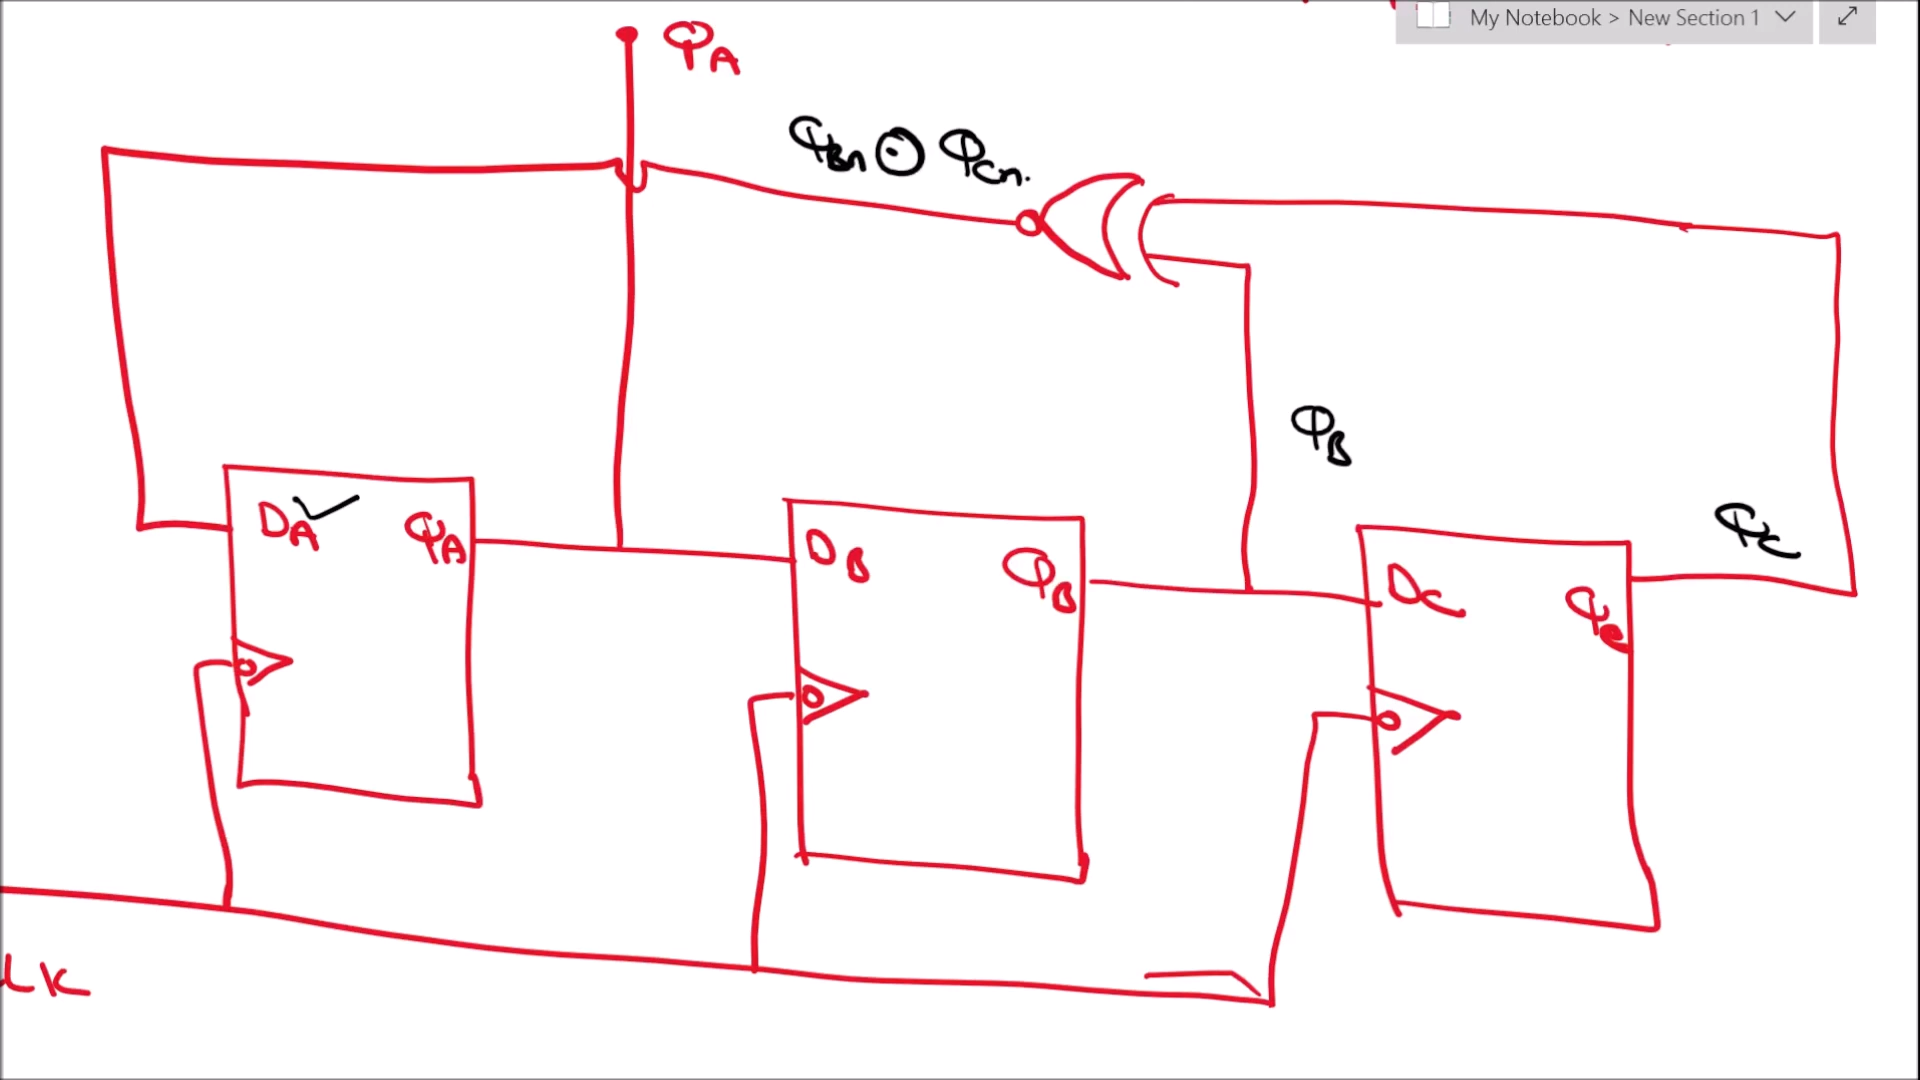 My Notebook > New Section 1
QA
QBn ⊙ QCn.
QB
QC
DA ✓ QA
DB QB
DC QC
LK